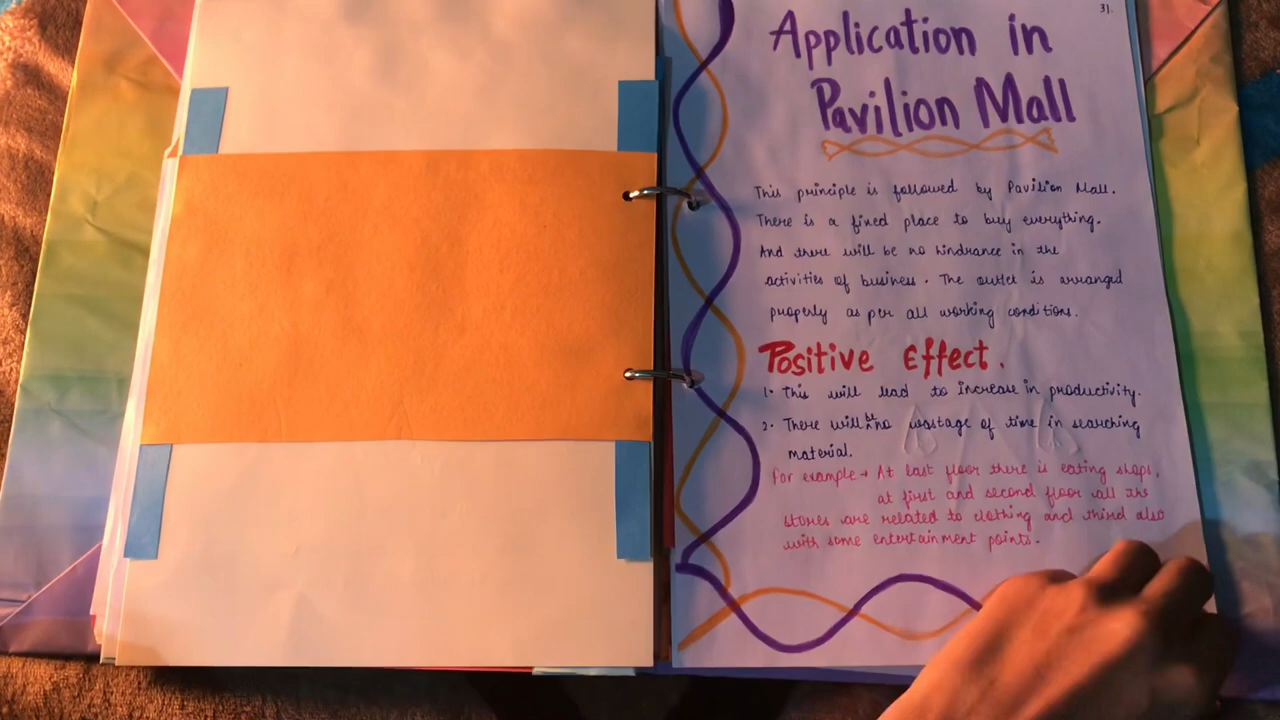 31.
Application in
Pavilion Mall
This principle is followed by Pavilion Mall.
There is a fixed place to buy everything.
And there will be no hindrance in the
activities of business. The outlet is arranged
properly as per all working conditions.
Positive Effect.
1. This will lead to increase in productivity.
2. There will be no wastage of time in searching
material.
For example → At last floor there is eating shops,
at first and second floor all the
stores are related to clothing and third also
with some entertainment points.